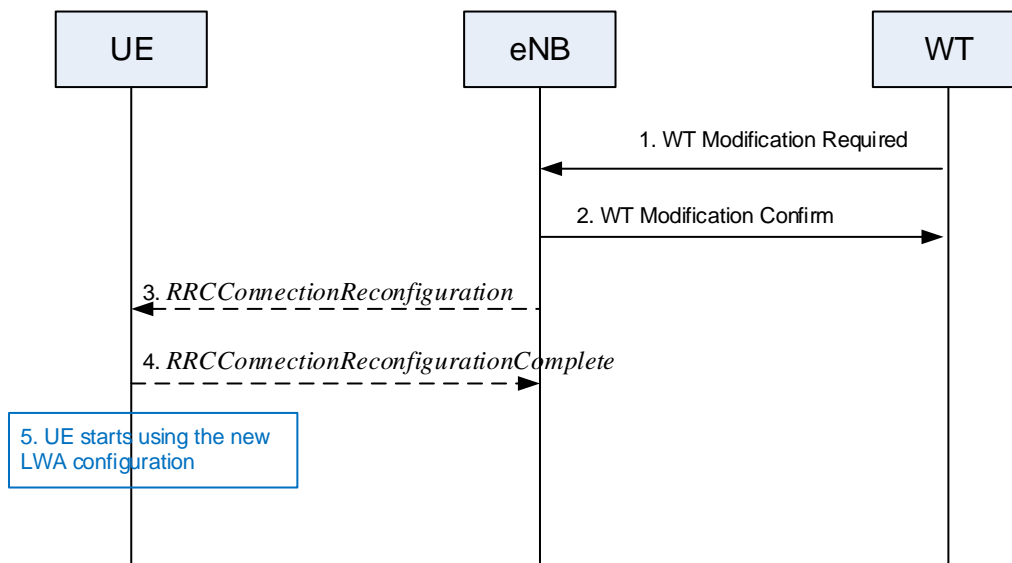 UE
eNB
WT
1. WT Modification Required
2. WT Modification Confirm
3. RRCConnectionReconfiguration
4. RRCConnectionReconfigurationComplete
5. UE starts using the new
LWA configuration